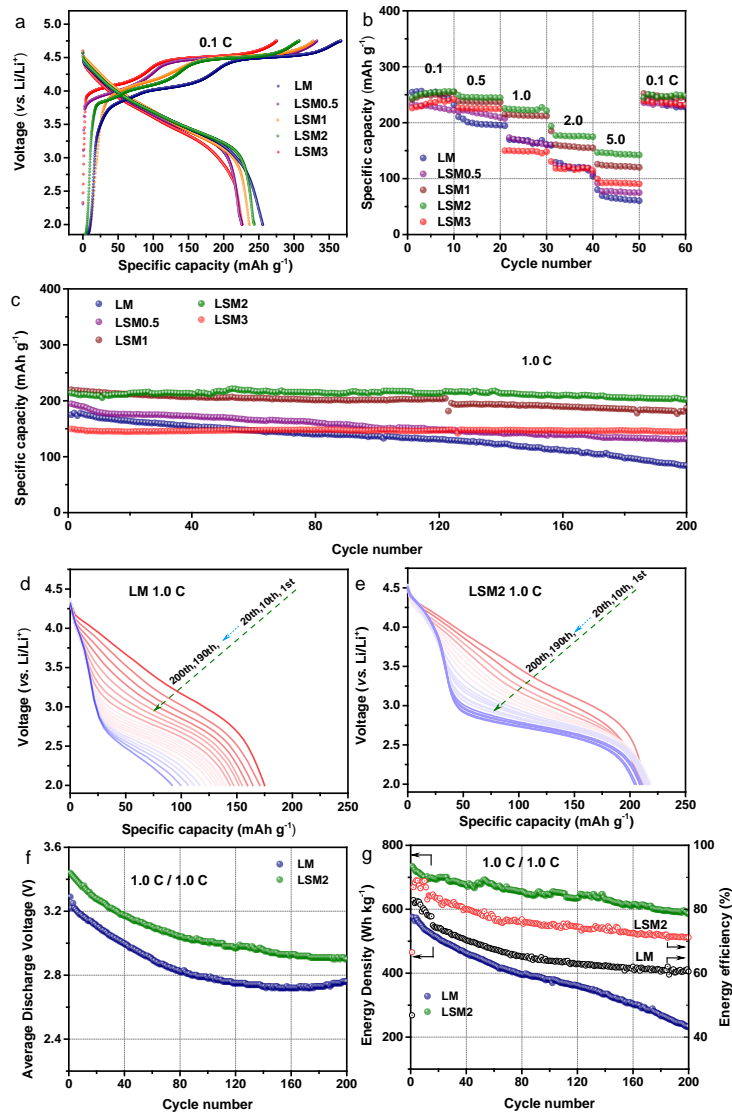 a
0.1 C
LM
LSM0.5
LSM1
LSM2
LSM3
Voltage (vs. Li/Li⁺)
5.0
4.5
4.0
3.5
3.0
2.5
2.0
0 50 100 150 200 250 300 350
Specific capacity (mAh g⁻¹)
b
0.1
0.5
1.0
2.0
5.0
0.1 C
LM
LSM0.5
LSM1
LSM2
LSM3
Specific capacity (mAh g⁻¹)
400
300
200
100
0
0 10 20 30 40 50 60
Cycle number
c
LM
LSM0.5
LSM1
LSM2
LSM3
1.0 C
Specific capacity (mAh g⁻¹)
400
300
200
100
0
0 40 80 120 160 200
Cycle number
d
LM 1.0 C
200th,190th,
20th,10th,1st
Voltage (vs. Li/Li⁺)
4.5
4.0
3.5
3.0
2.5
2.0
0 50 100 150 200 250
Specific capacity (mAh g⁻¹)
e
LSM2 1.0 C
200th,190th,
20th,10th,1st
Voltage (vs. Li/Li⁺)
4.5
4.0
3.5
3.0
2.5
2.0
0 50 100 150 200 250
Specific capacity (mAh g⁻¹)
f
1.0 C / 1.0 C
LM
LSM2
Average Discharge Voltage (V)
3.6
3.2
2.8
2.4
0 40 80 120 160 200
Cycle number
g
1.0 C / 1.0 C
LSM2
LM
LM
LSM2
Energy Density (Wh kg⁻¹)
800
600
400
200
Energy efficiency (%)
100
80
60
40
0 40 80 120 160 200
Cycle number